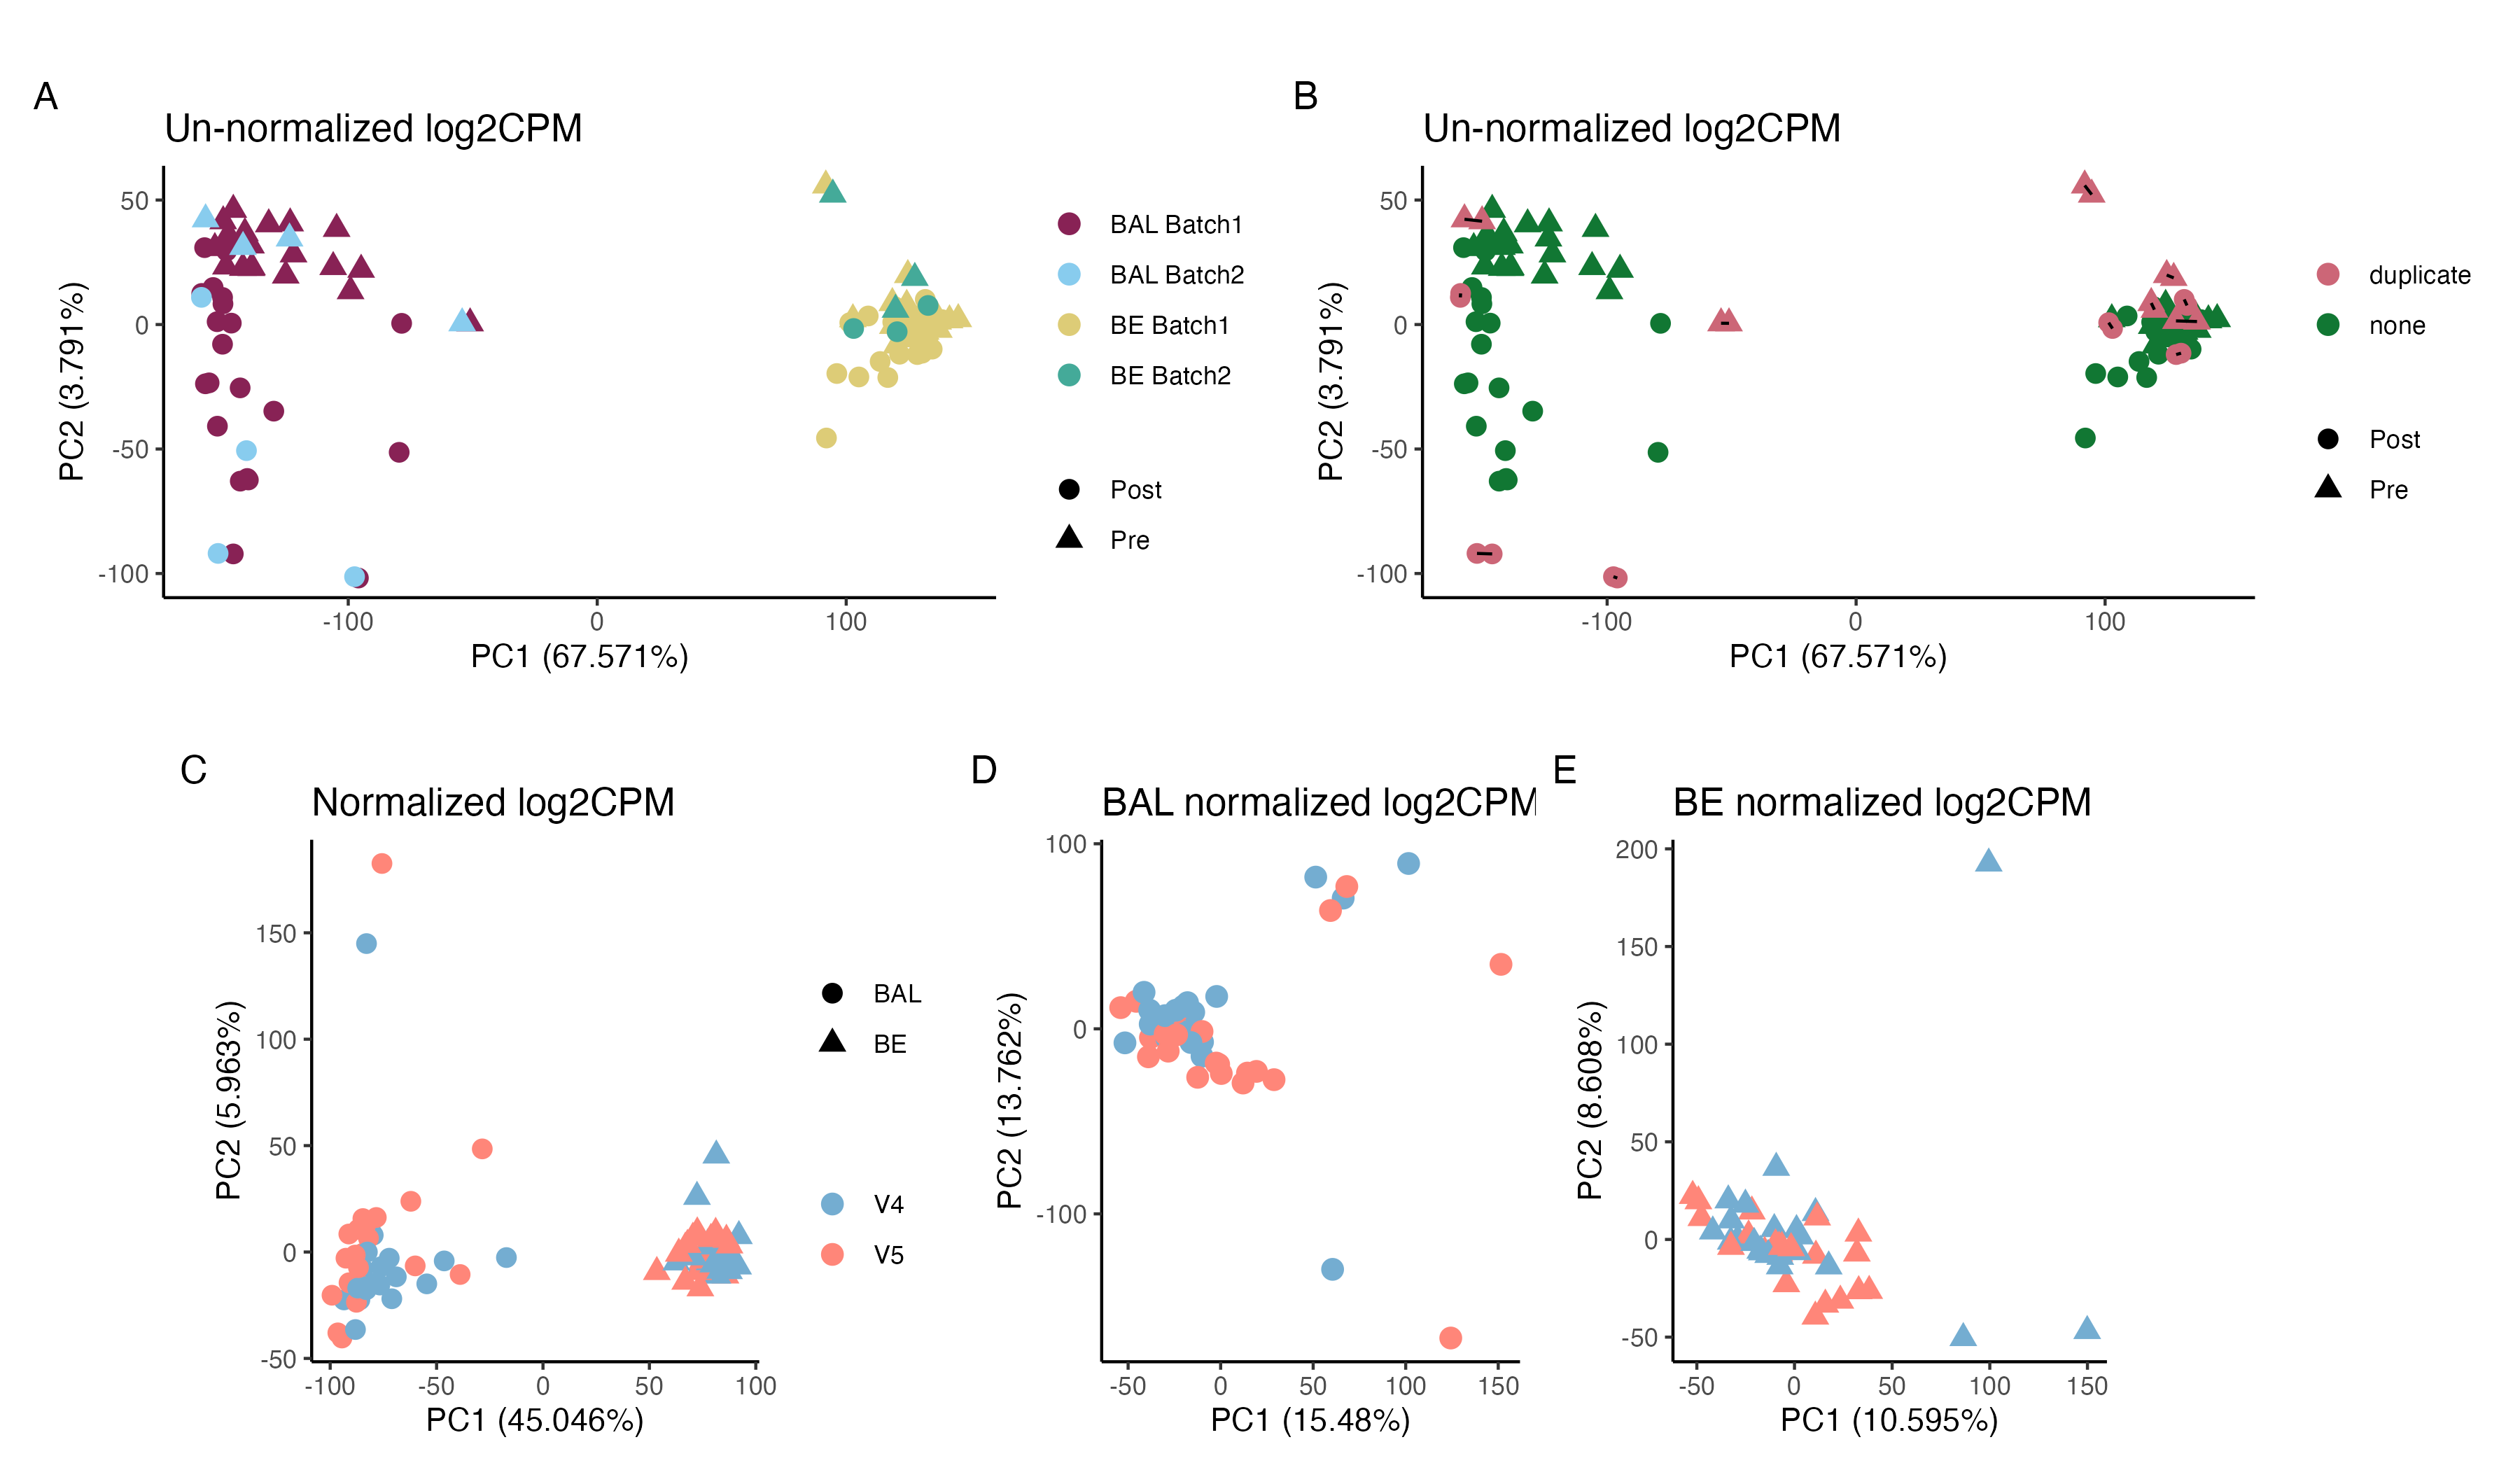 A
Un-normalized log2CPM
50
0
-50
-100
PC2 (3.791%)
-100
0
100
PC1 (67.571%)
BAL Batch1
BAL Batch2
BE Batch1
BE Batch2
Post
Pre
B
Un-normalized log2CPM
50
0
-50
-100
PC2 (3.791%)
-100
0
100
PC1 (67.571%)
duplicate
none
Post
Pre
C
Normalized log2CPM
150
100
50
0
-50
PC2 (5.963%)
-100
-50
0
50
100
PC1 (45.046%)
BAL
BE
V4
V5
D
BAL normalized log2CPM
100
0
-100
PC2 (13.762%)
-50
0
50
100
150
PC1 (15.48%)
E
BE normalized log2CPM
200
150
100
50
0
-50
PC2 (8.608%)
-50
0
50
100
150
PC1 (10.595%)